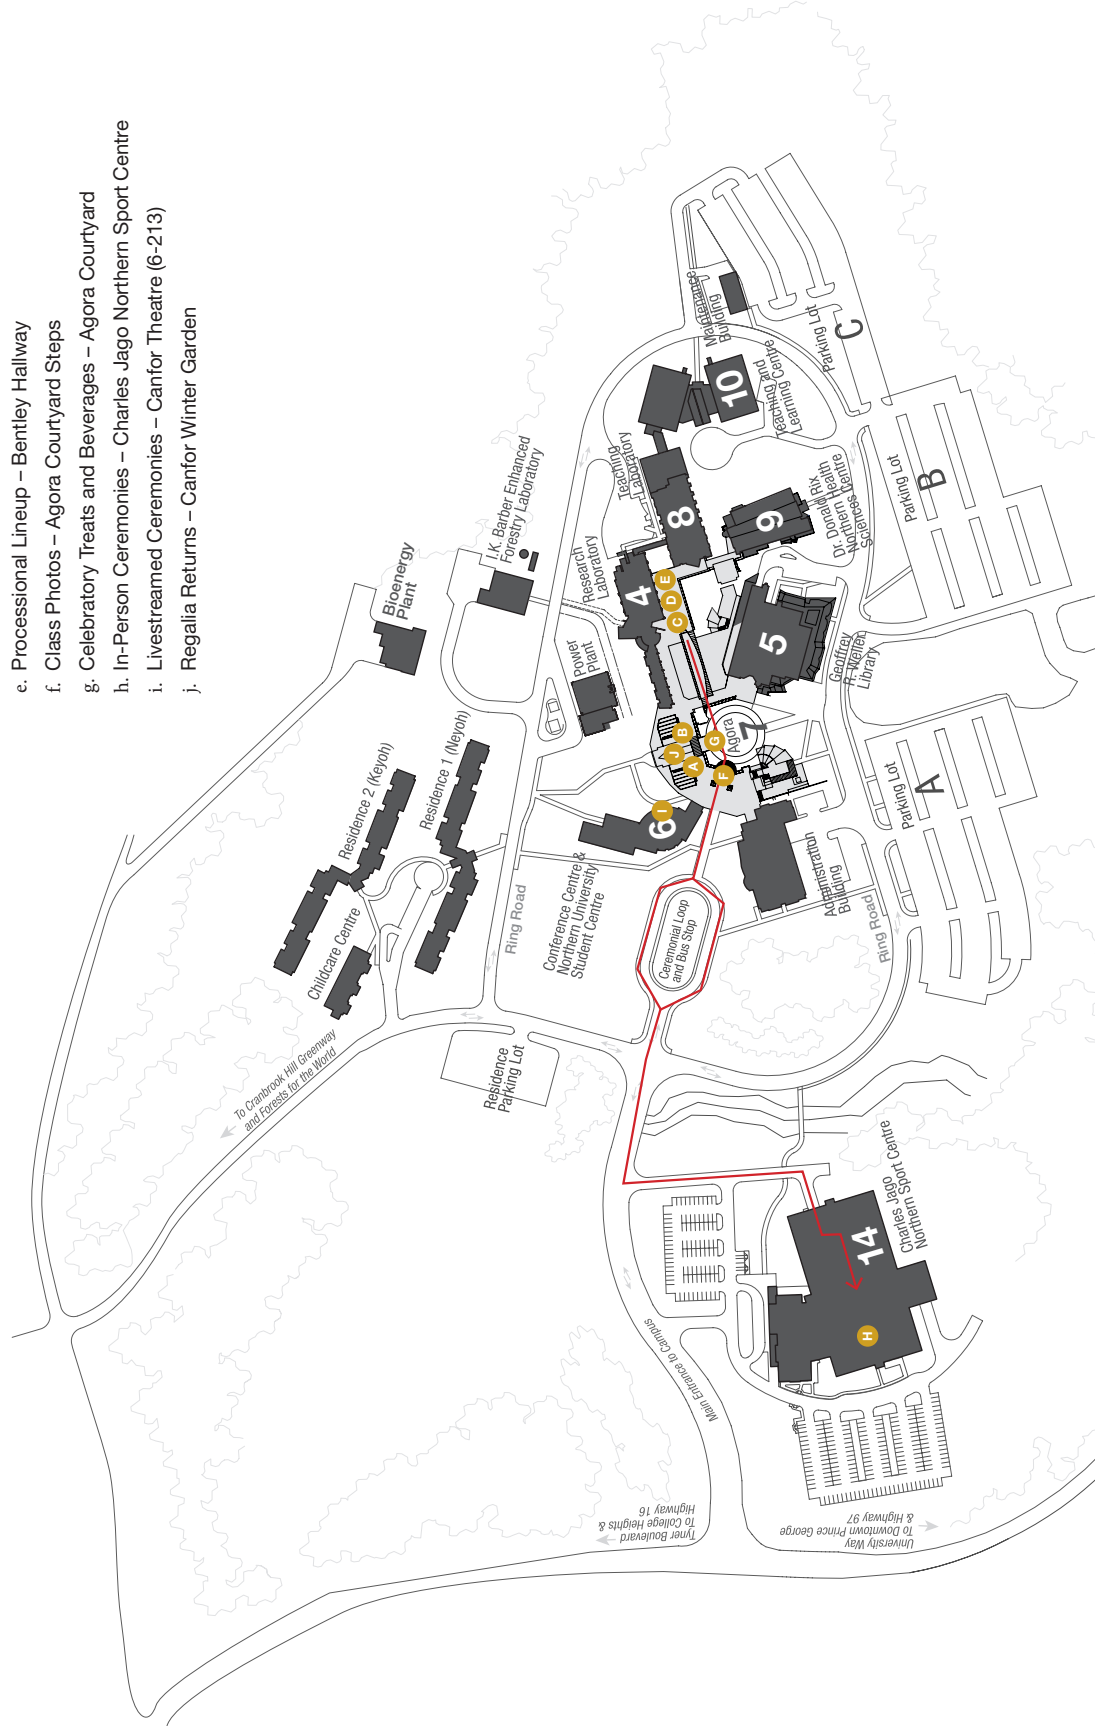 e. Processional Lineup – Bentley Hallway
f. Class Photos – Agora Courtyard Steps
g. Celebratory Treats and Beverages – Agora Courtyard
h. In-Person Ceremonies – Charles Jago Northern Sport Centre
i. Livestreamed Ceremonies – Canfor Theatre (6-213)
j. Regalia Returns – Canfor Winter Garden
To Cranbrook Hill Greenway
and Forests for the World
Childcare Centre
Residence 2 (Keyoh)
Residence 1 (Neyoh)
Bioenergy
Plant
I.K. Barber Enhanced
Forestry Laboratory
Residence
Parking Lot
Ring Road
Conference Centre &
Northern University
Student Centre
Power
Plant
Research
Laboratory
Teaching
Laboratory
Maintenance
Building
6
I
4
8
10
Teaching and
Learning Centre
J
A
B
C
D
E
F
G
Agora
7
5
9
Ceremonial Loop
and Bus Stop
Administration
Building
Geoffrey
R. Weller
Library
Dr. Donald Rix
Northern Health
Sciences Centre
Parking Lot
C
Ring Road
Parking Lot
A
Parking Lot
B
Main Entrance to Campus
14
Charles Jago
Northern Sport Centre
H
Tyner Boulevard
To College Heights &
Highway 16
University Way
To Downtown Prince George
& Highway 97